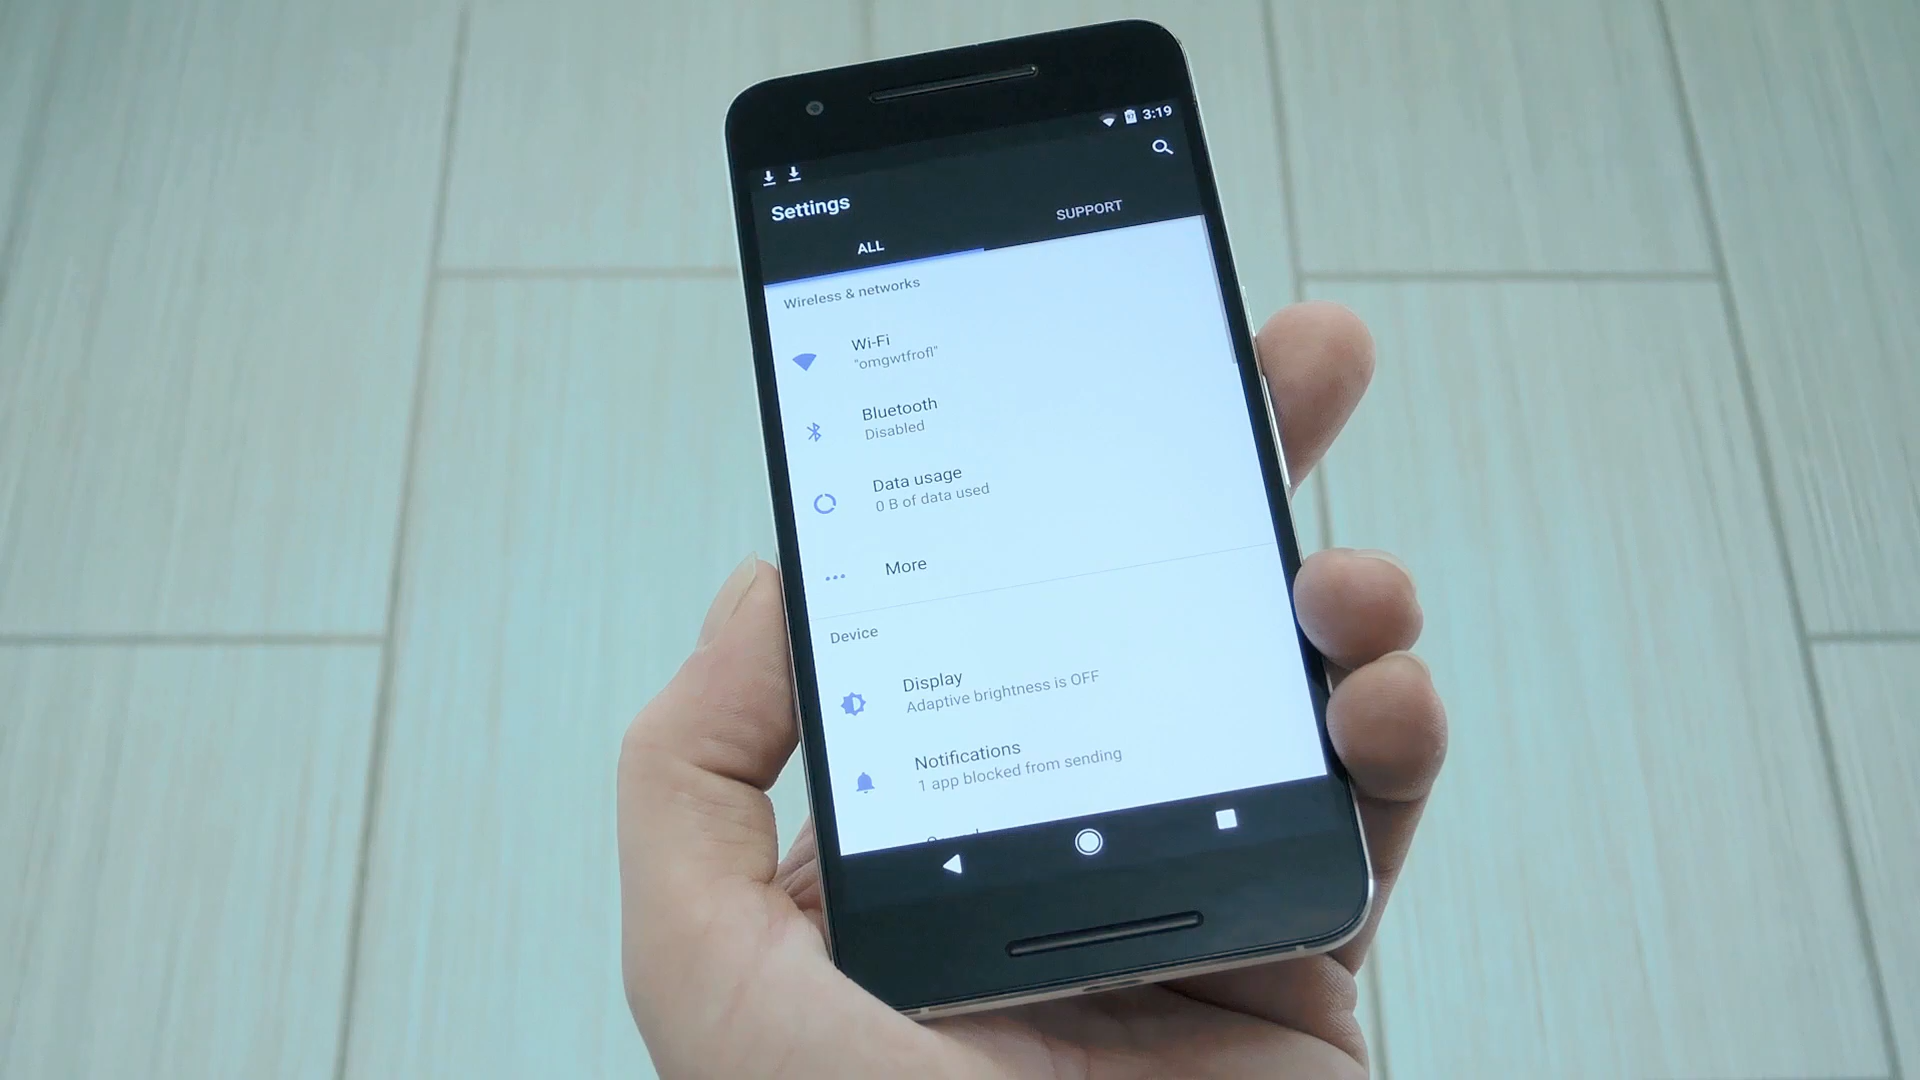 3:19
Settings
ALL
SUPPORT
Wireless & networks
Wi-Fi
"omgwtfrofl"
Bluetooth
Disabled
Data usage
0 B of data used
More
Device
Display
Adaptive brightness is OFF
Notifications
1 app blocked from sending